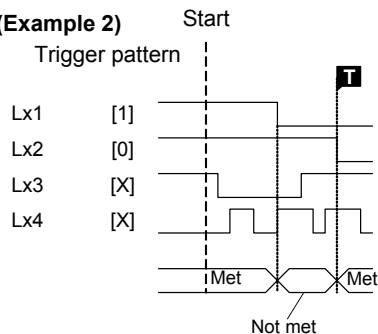 (Example 2)
Start
Trigger pattern
T
Lx1 [1]
Lx2 [0]
Lx3 [X]
Lx4 [X]
Met Met
Not met